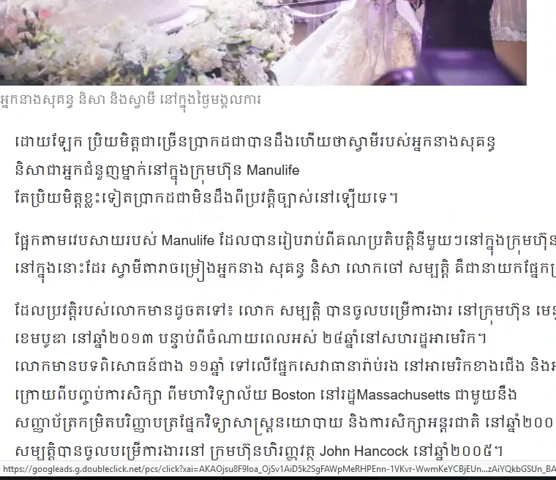 អ្នកនាងសុគន្ធ និសា និងស្វាមី នៅក្នុងថ្ងៃមង្គលការ
ដោយឡែក ប្រិយមិត្តជាច្រើនប្រាកដជាបានដឹងហើយថាស្វាមីរបស់អ្នកនាងសុគន្ធ
និសាជាអ្នកជំនួញម្នាក់នៅក្នុងក្រុមហ៊ុន Manulife
តែប្រិយមិត្តខ្លះទៀតប្រាកដជាមិនដឹងពីប្រវត្តិច្បាស់នៅឡើយទេ។
ផ្អែកតាមវេបសាយរបស់ Manulife ដែលបានរៀបរាប់ពីគណប្រតិបត្តិនីមួយៗនៅក្នុងក្រុមហ៊ុន
នៅក្នុងនោះដែរ ស្វាមីតារាចម្រៀងអ្នកនាង សុគន្ធ និសា លោកចៅ សម្បត្តិ គឺជានាយកផ្នែក
ដែលប្រវត្តិរបស់លោកមានដូចតទៅ៖ លោក សម្បត្តិ បានចូលបម្រើការងារ នៅក្រុមហ៊ុន
ខេមបូឌា នៅឆ្នាំ២០១៣ បន្ទាប់ពីចំណាយពេលអស់ ២៤ឆ្នាំនៅសហរដ្ឋអាមេរិក។
លោកមានបទពិសោធន៍ជាង ១១ឆ្នាំ ទៅលើផ្នែកសេវាធានារ៉ាប់រង នៅអាមេរិកខាងជើង និង
ក្រោយពីបញ្ចប់ការសិក្សា ពីមហាវិទ្យាល័យ Boston នៅរដ្ឋMassachusetts ជាមួយនឹង
សញ្ញាប័ត្រកម្រិតបរិញ្ញាបត្រផ្នែកវិទ្យាសាស្ត្រនយោបាយ និងការសិក្សាអន្តរជាតិ នៅឆ្នាំ២០០
សម្បត្តិបានចូលបម្រើការងារនៅ ក្រុមហ៊ុនហិរញ្ញវត្ថុ John Hancock នៅឆ្នាំ២០០៥។
https://googleads.g.doubleclick.net/pcs/click?xai=AKAOjsu8F9loa_OjSv1AiD5k2SgFAWpMeRHPEnn-1VKvr-WwmKeYCBjEUn...zAiYQkbGSUn_BA